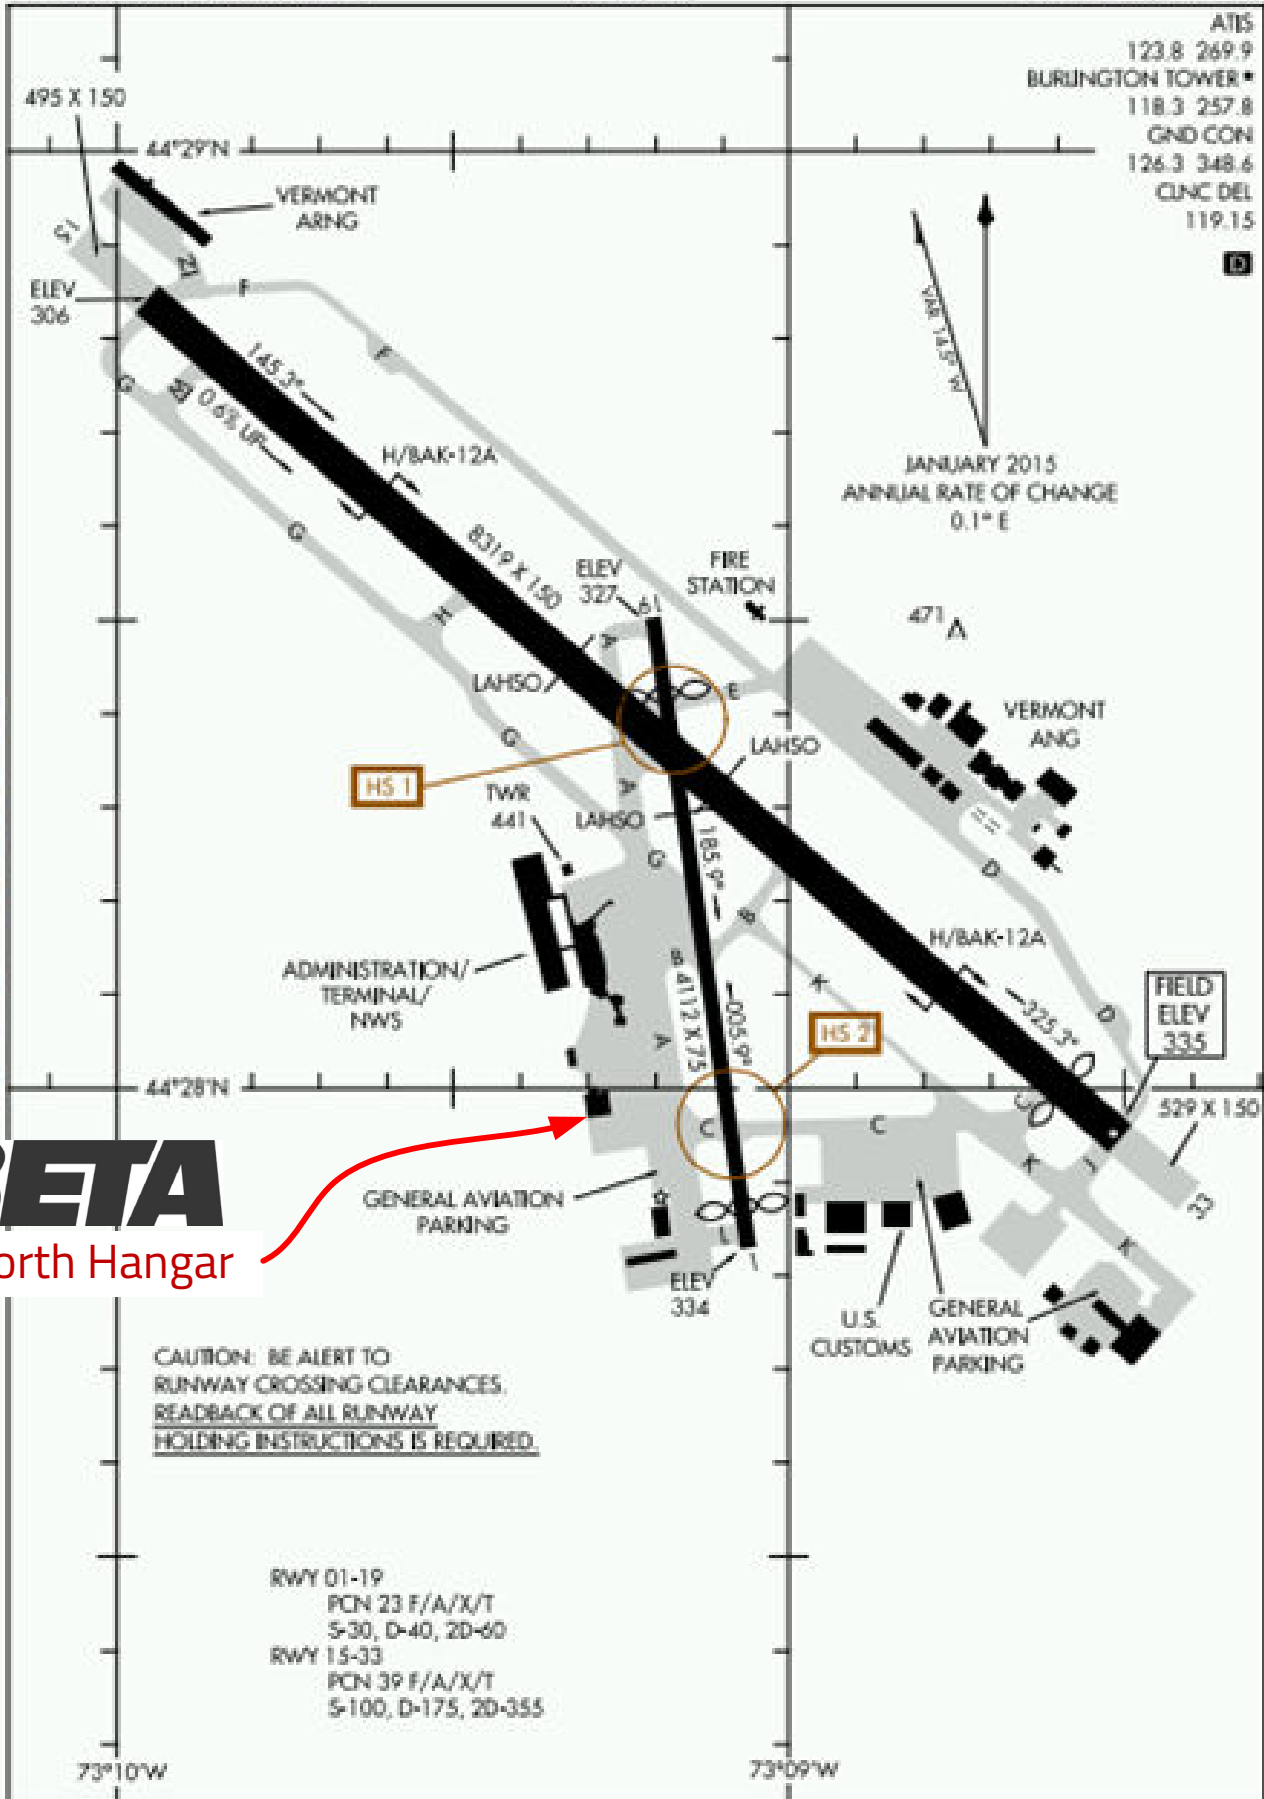 ATIS
123.8 269.9
BURLINGTON TOWER
118.3 257.8
GND CON
126.3 348.6
CLNC DEL
119.15
D
495 X 150
44°29'N
VERMONT
ARNG
15
ELEV
306
F
F
G
145.3°
0.6% UP
VAR 14.5° W
JANUARY 2015
ANNUAL RATE OF CHANGE
0.1° E
H/BAK-12A
G
8319 X 150
ELEV
327
19
FIRE
STATION
471
H
A
LAHSO
E
VERMONT
ANG
G
LAHSO
HS 1
A
TWR
441
LAHSO
G
185.9°
D
B
H/BAK-12A
ADMINISTRATION/
TERMINAL/
NWS
B
4112 X 75
K
005.9°
325.3°
D
FIELD
ELEV
335
HS 2
A
44°28'N
C
C
C
529 X 150
BETA
orth Hangar
GENERAL AVIATION
PARKING
K
J
33
L
1
K
ELEV
334
U.S.
CUSTOMS
GENERAL
AVIATION
PARKING
CAUTION: BE ALERT TO
RUNWAY CROSSING CLEARANCES.
READBACK OF ALL RUNWAY
HOLDING INSTRUCTIONS IS REQUIRED.
RWY 01-19
PCN 23 F/A/X/T
S-30, D-40, 2D-60
RWY 15-33
PCN 39 F/A/X/T
S-100, D-175, 2D-355
73°10'W
73°09'W